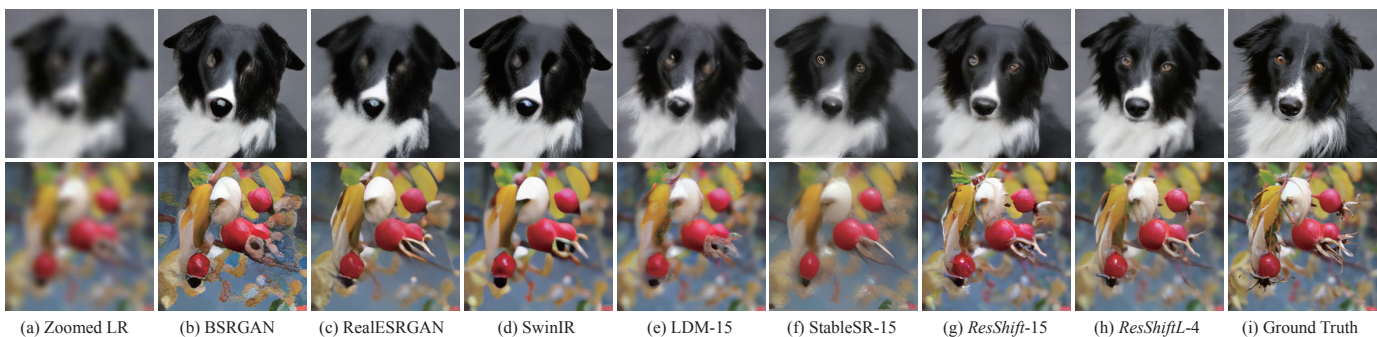 (a) Zoomed LR (b) BSRGAN (c) RealESRGAN (d) SwinIR (e) LDM-15 (f) StableSR-15 (g) ResShift-15 (h) ResShiftL-4 (i) Ground Truth